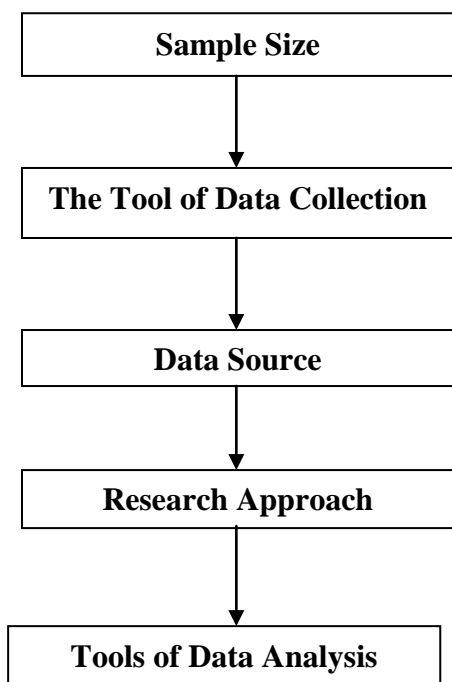 Sample Size
The Tool of Data Collection
Data Source
Research Approach
Tools of Data Analysis